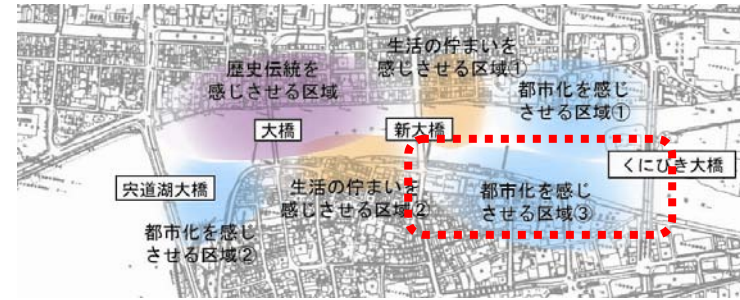 生活の佇まいを
感じさせる区域①
歴史伝統を
感じさせる区域
都市化を感じ
させる区域①
大橋
新大橋
くにびき大橋
宍道湖大橋
生活の佇まいを
感じさせる区域②
都市化を感じ
させる区域③
都市化を感じ
させる区域②